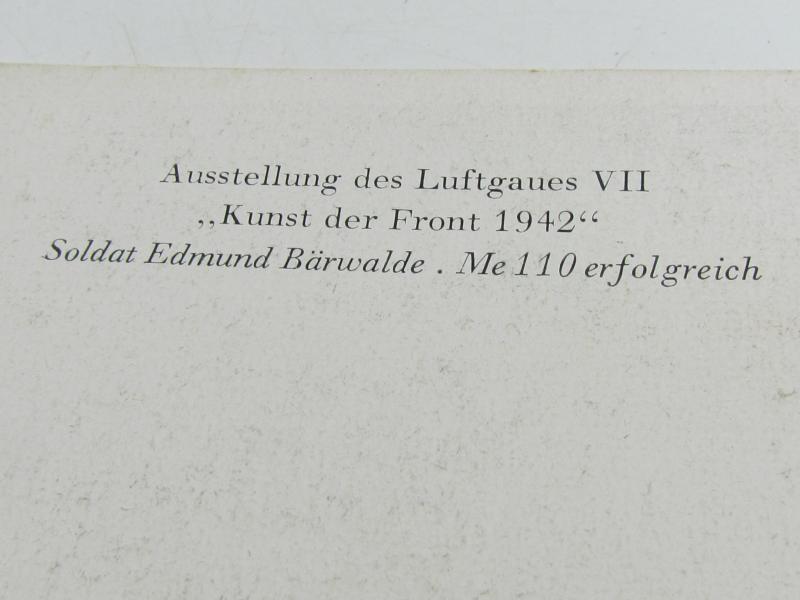 Ausstellung des Luftgaues VII
„Kunst der Front 1942“
Soldat Edmund Bärwalde . Me 110 erfolgreich